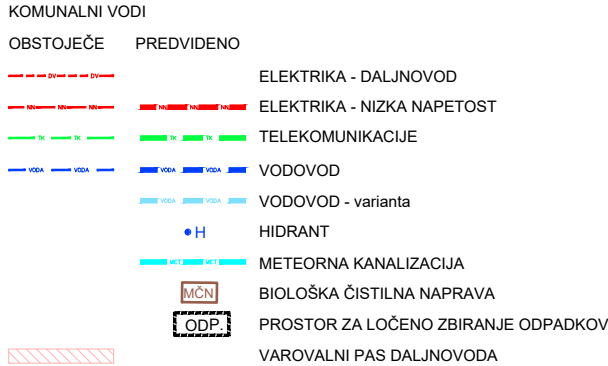 KOMUNALNI VODI
OBSTOJEČE PREDVIDENO
DV DV ELEKTRIKA - DALJNOVOD
NN NN NN NN NN NN ELEKTRIKA - NIZKA NAPETOST
TK TK TK TK TELEKOMUNIKACIJE
VODA VODA VODA VODA VODOVOD
VODA VODA VODOVOD - varianta
H HIDRANT
MET MET METEORNA KANALIZACIJA
MČN BIOLOŠKA ČISTILNA NAPRAVA
ODP. PROSTOR ZA LOČENO ZBIRANJE ODPADKOV
VAROVALNI PAS DALJNOVODA